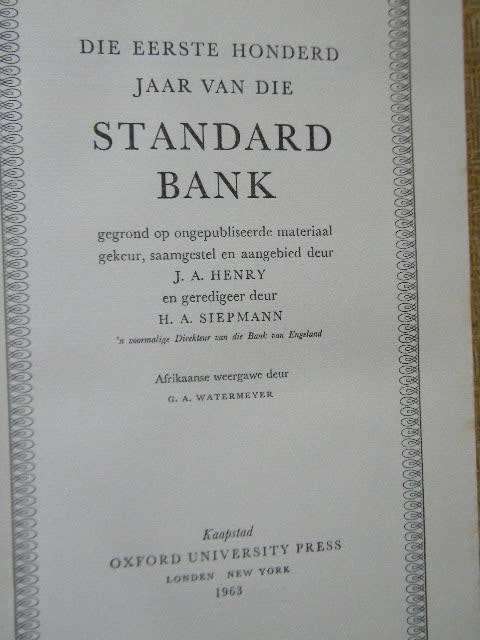 DIE EERSTE HONDERD
JAAR VAN DIE
STANDARD
BANK
gegrond op ongepubliseerde materiaal
gekeur, saamgestel en aangebied deur
J. A. HENRY
en geredigeer deur
H. A. SIEPMANN
'n voormalige Direkteur van die Bank van Engeland
Afrikaanse weergawe deur
G. A. WATERMEYER
Kaapstad
OXFORD UNIVERSITY PRESS
LONDEN NEW YORK
1963